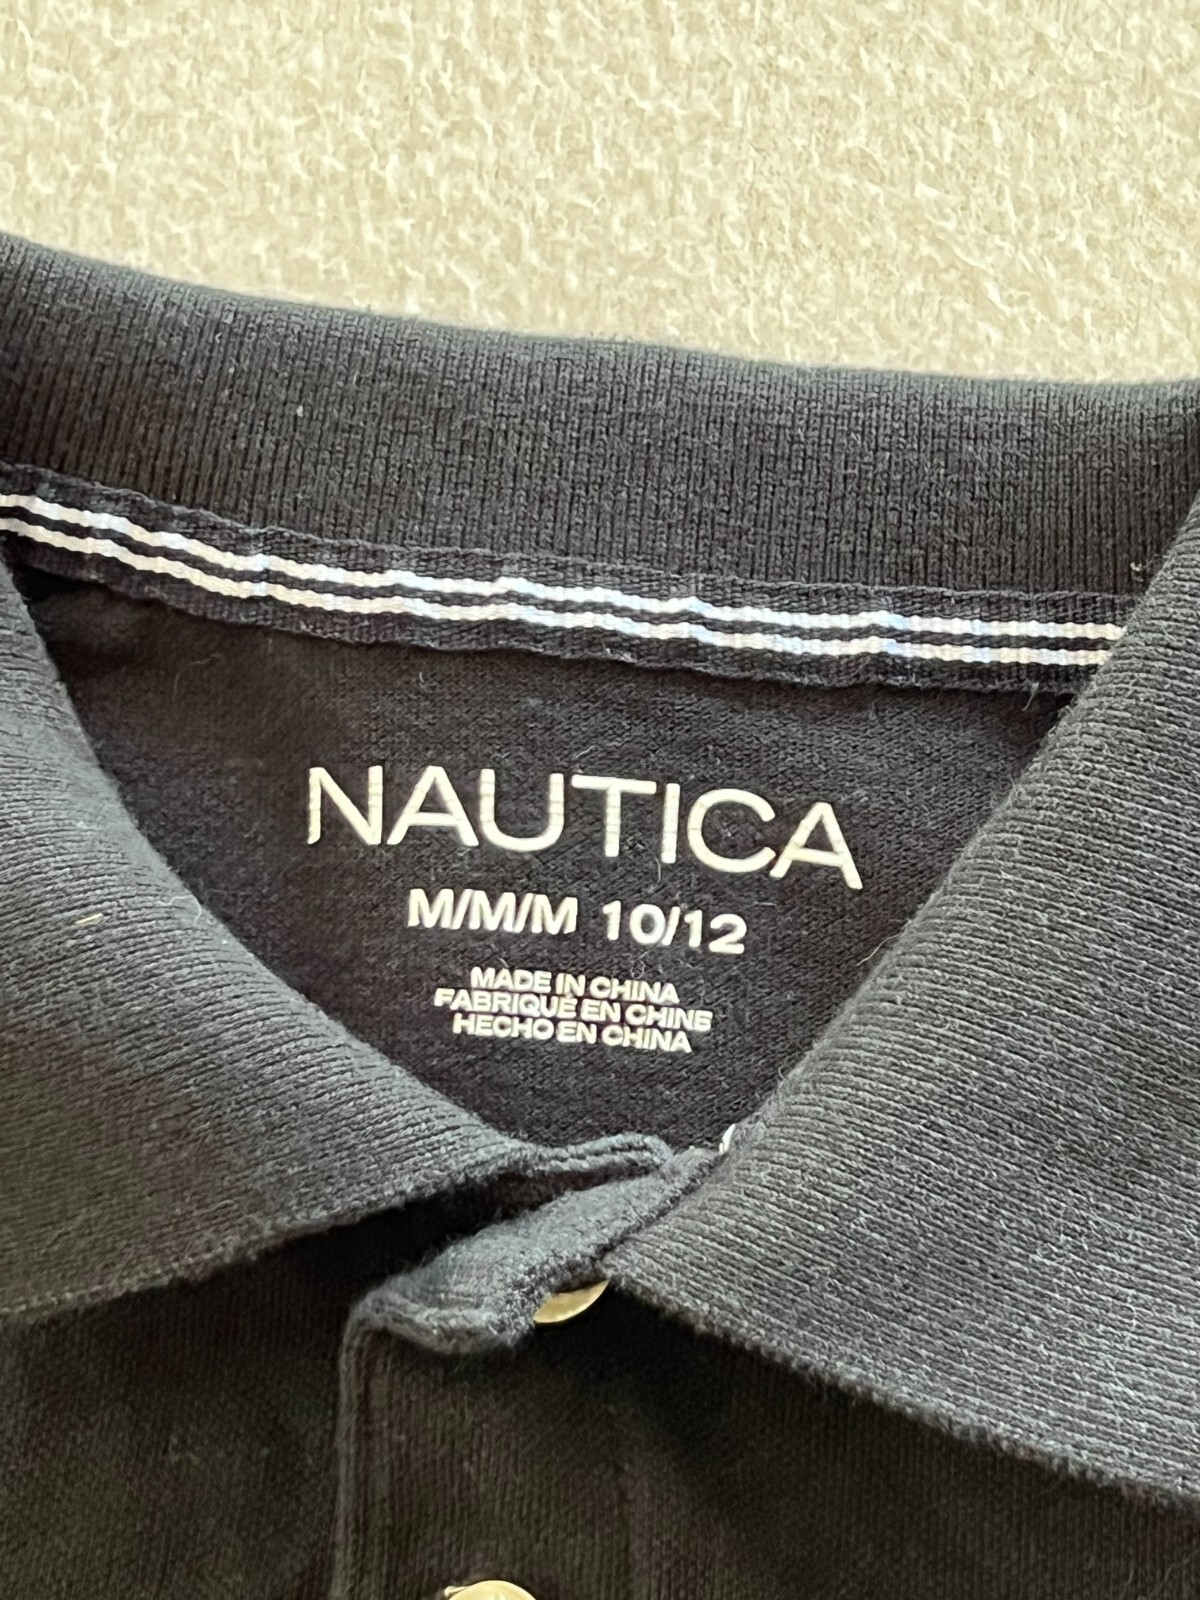 NAUTICA
M/M/M 10/12
MADE IN CHINA
FABRIQUÉ EN CHINE
HECHO EN CHINA